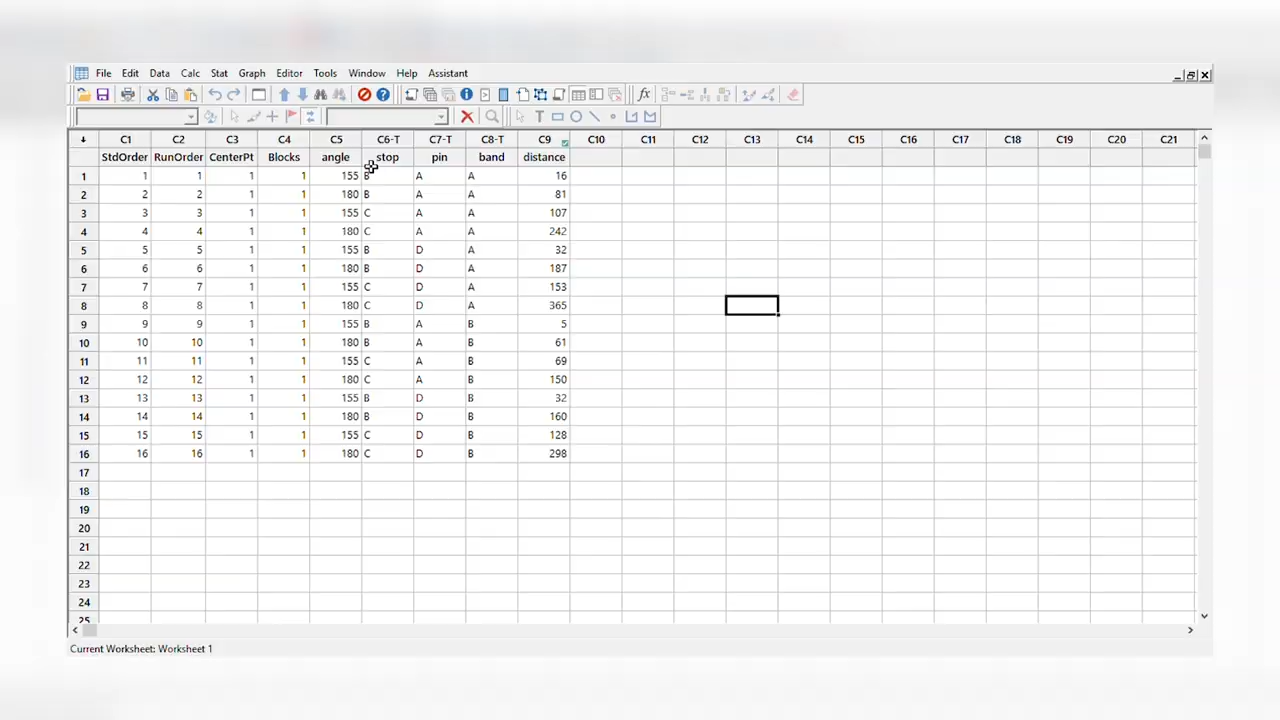 File Edit Data Calc Stat Graph Editor Tools Window Help Assistant
C1 C2 C3 C4 C5 C6-T C7-T C8-T C9 C10 C11 C12 C13 C14 C15 C16 C17 C18 C19 C20 C21
StdOrder RunOrder CenterPt Blocks angle stop pin band distance
1 1 1 1 1 155 B A A 16
2 2 2 1 1 180 B A A 81
3 3 3 1 1 155 C A A 107
4 4 4 1 1 180 C A A 242
5 5 5 1 1 155 B D A 32
6 6 6 1 1 180 B D A 187
7 7 7 1 1 155 C D A 153
8 8 8 1 1 180 C D A 365
9 9 9 1 1 155 B A B 5
10 10 10 1 1 180 B A B 61
11 11 11 1 1 155 C A B 69
12 12 12 1 1 180 C A B 150
13 13 13 1 1 155 B D B 32
14 14 14 1 1 180 B D B 160
15 15 15 1 1 155 C D B 128
16 16 16 1 1 180 C D B 298
17
18
19
20
21
22
23
24
25
Current Worksheet: Worksheet 1